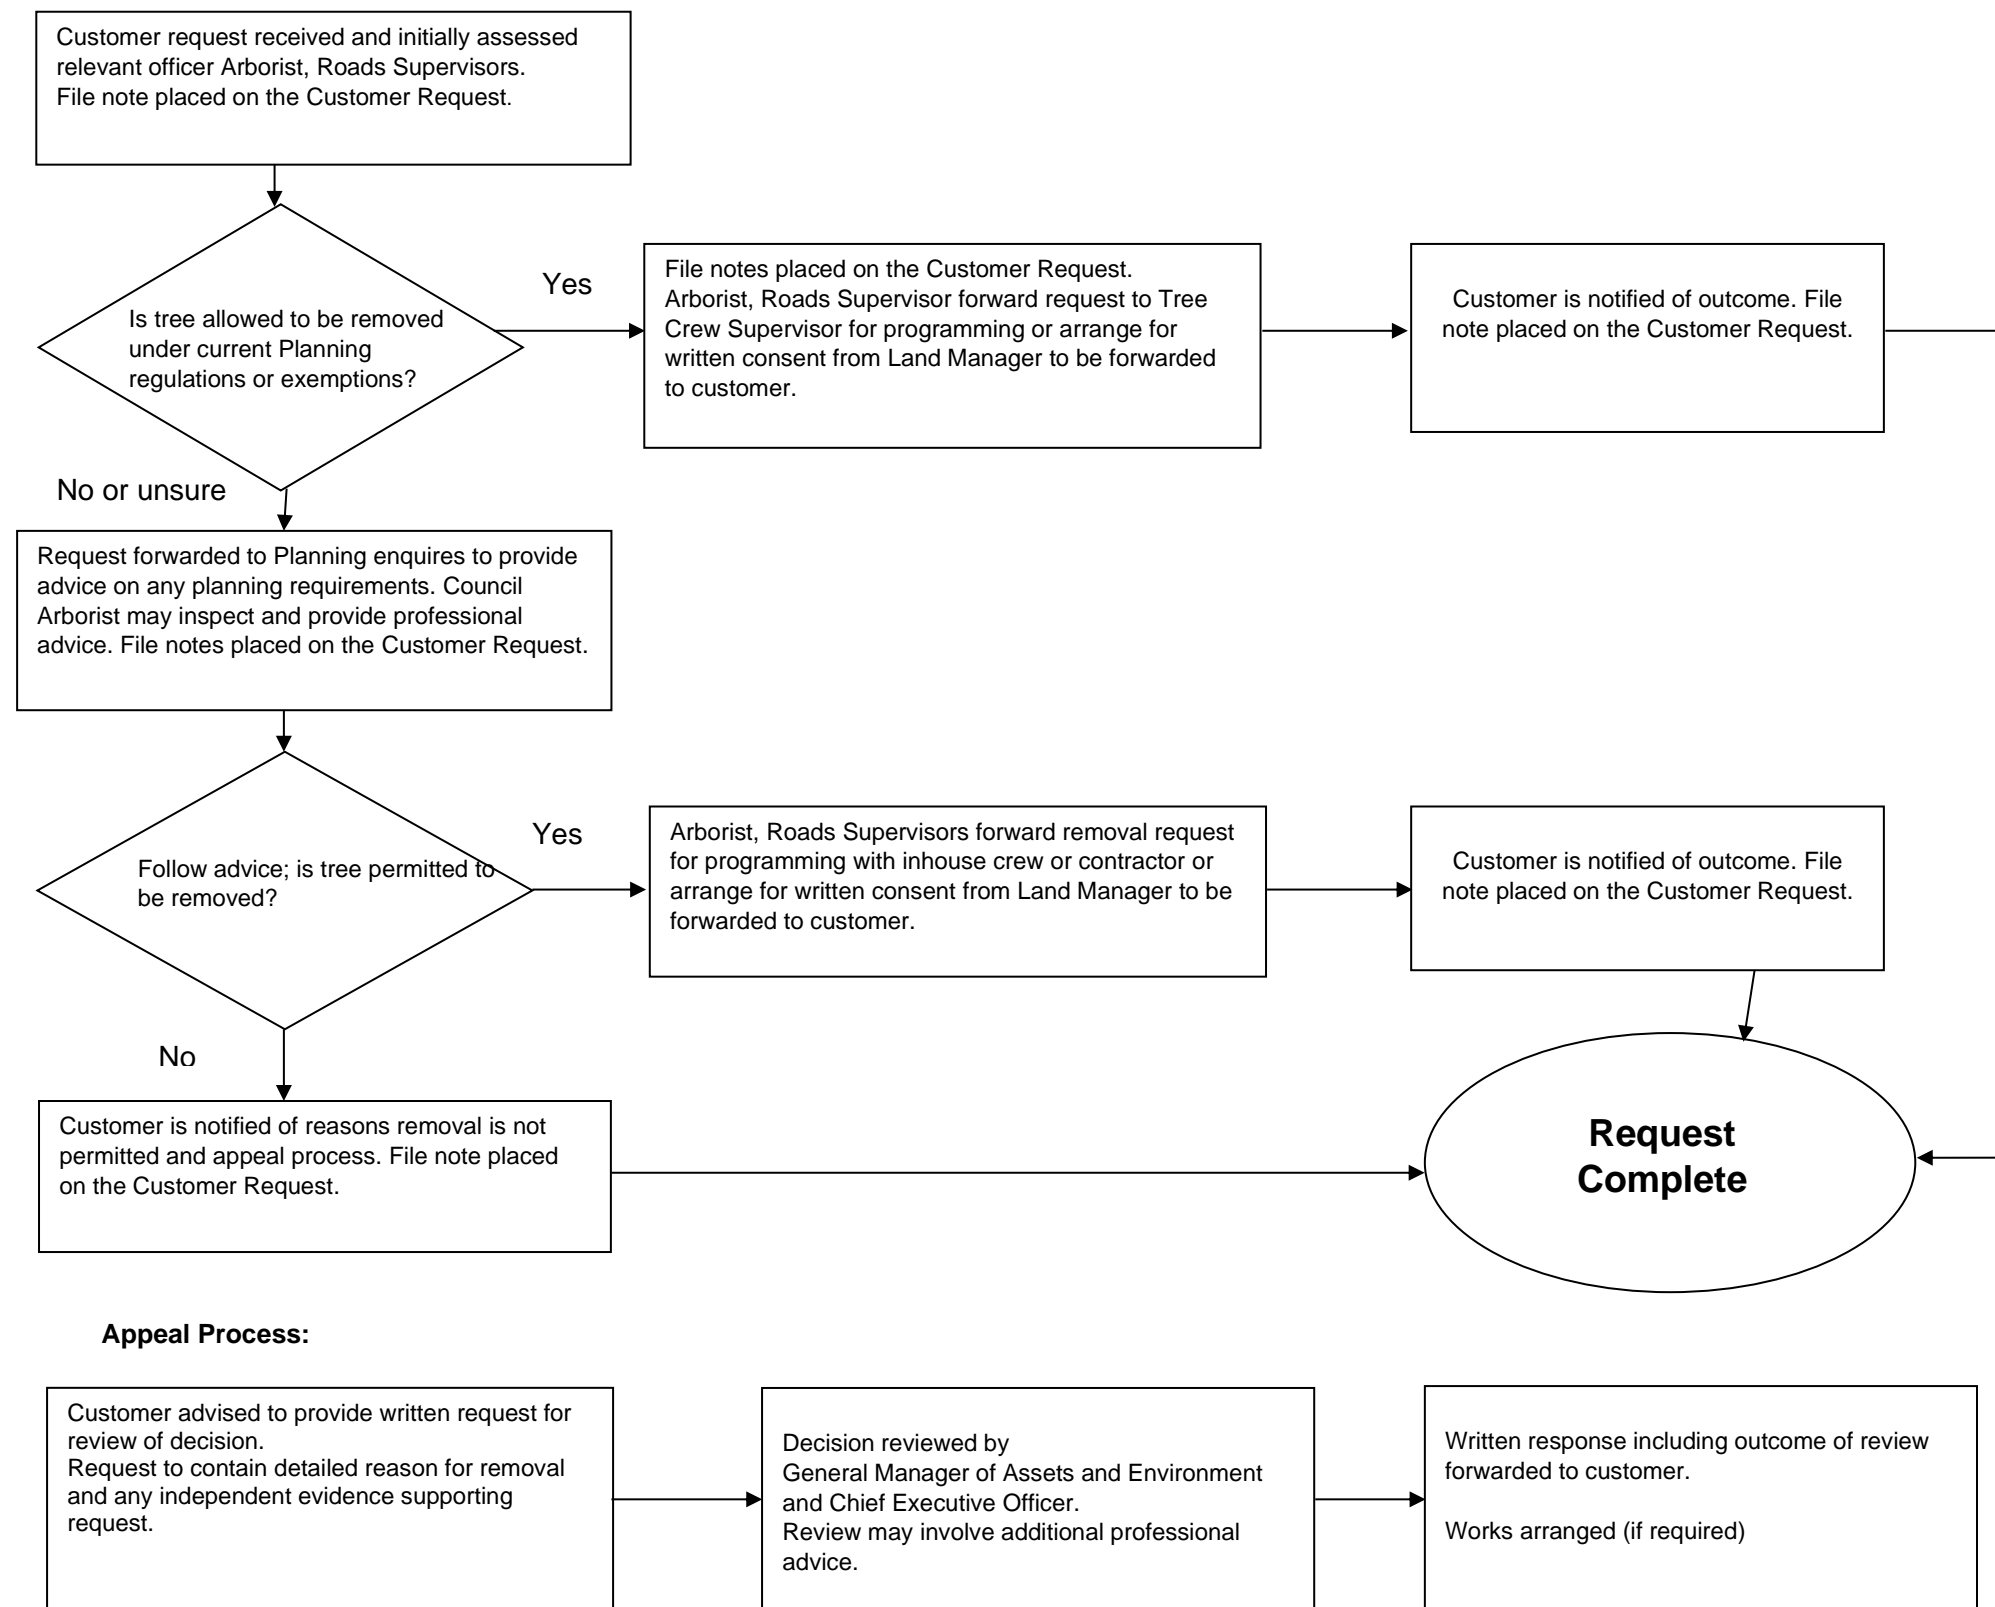 Customer request received and initially assessed
relevant officer Arborist, Roads Supervisors.
File note placed on the Customer Request.
Is tree allowed to be removed
under current Planning
regulations or exemptions?
Yes
File notes placed on the Customer Request.
Arborist, Roads Supervisor forward request to Tree
Crew Supervisor for programming or arrange for
written consent from Land Manager to be forwarded
to customer.
Customer is notified of outcome. File
note placed on the Customer Request.
No or unsure
Request forwarded to Planning enquires to provide
advice on any planning requirements. Council
Arborist may inspect and provide professional
advice. File notes placed on the Customer Request.
Follow advice; is tree permitted to
be removed?
Yes
Arborist, Roads Supervisors forward removal request
for programming with inhouse crew or contractor or
arrange for written consent from Land Manager to be
forwarded to customer.
Customer is notified of outcome. File
note placed on the Customer Request.
No
Customer is notified of reasons removal is not
permitted and appeal process. File note placed
on the Customer Request.
Request
Complete
Appeal Process:
Customer advised to provide written request for
review of decision.
Request to contain detailed reason for removal
and any independent evidence supporting
request.
Decision reviewed by
General Manager of Assets and Environment
and Chief Executive Officer.
Review may involve additional professional
advice.
Written response including outcome of review
forwarded to customer.
Works arranged (if required)